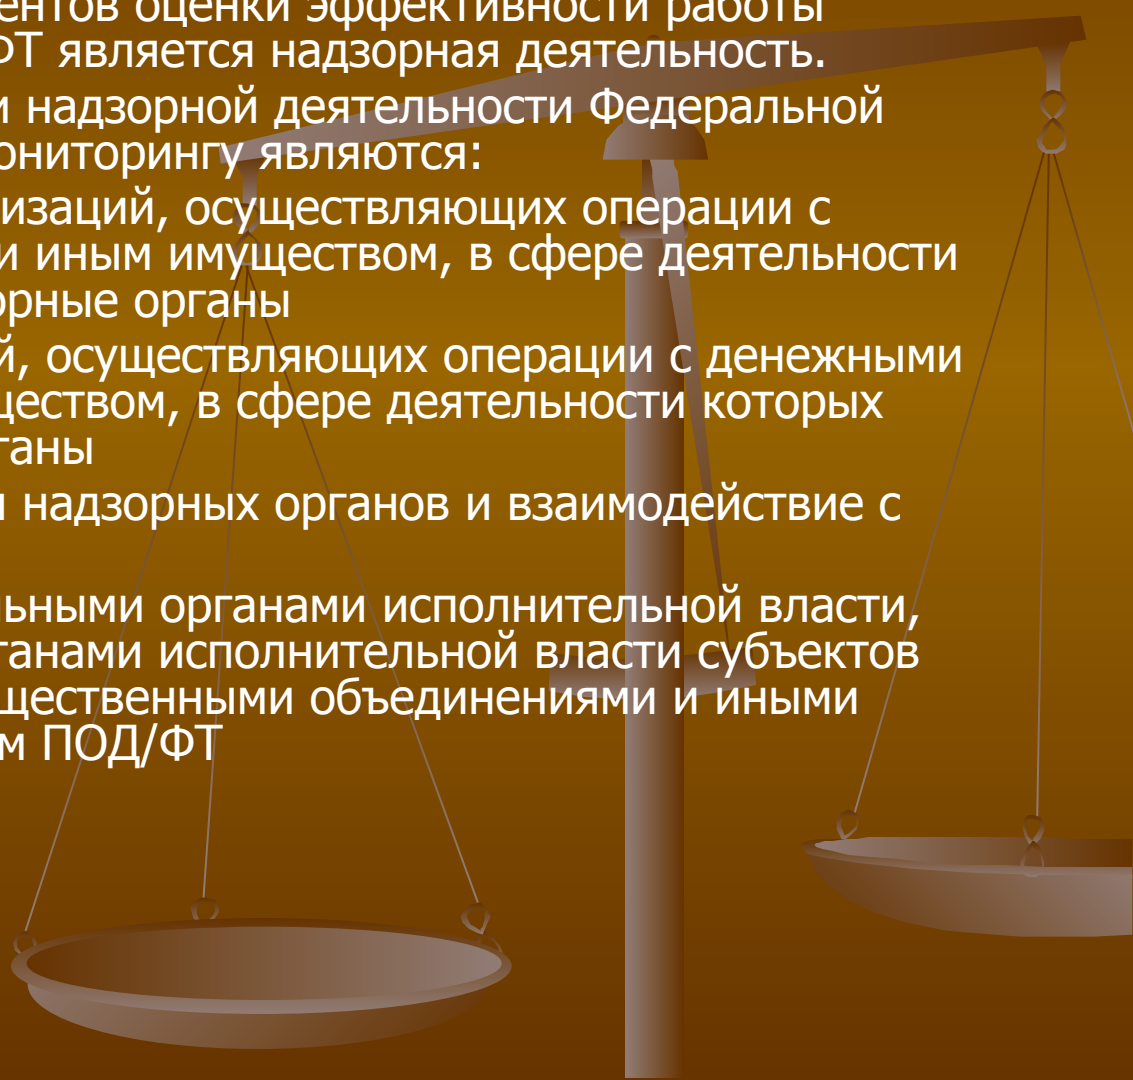 ентов оценки эффективности работы
ФТ является надзорная деятельность.
и надзорной деятельности Федеральной
ониторингу являются:
изаций, осуществляющих операции с
и иным имуществом, в сфере деятельности
орные органы
й, осуществляющих операции с денежными
ществом, в сфере деятельности которых
ганы
и надзорных органов и взаимодействие с
льными органами исполнительной власти,
ганами исполнительной власти субъектов
щественными объединениями и иными
м ПОД/ФТ